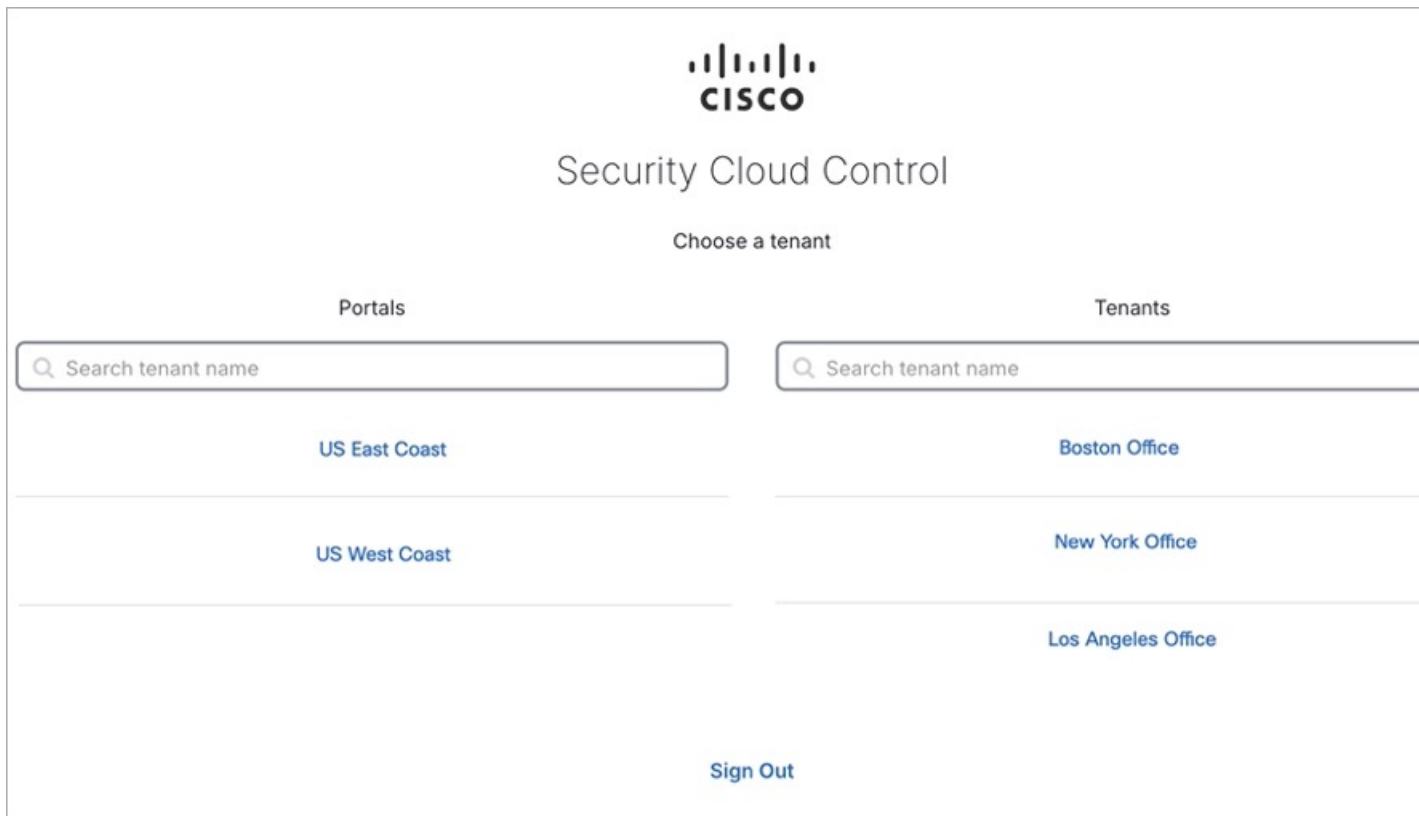 CISCO
Security Cloud Control
Choose a tenant
Portals
Tenants
Search tenant name
Search tenant name
US East Coast
Boston Office
US West Coast
New York Office
Los Angeles Office
Sign Out